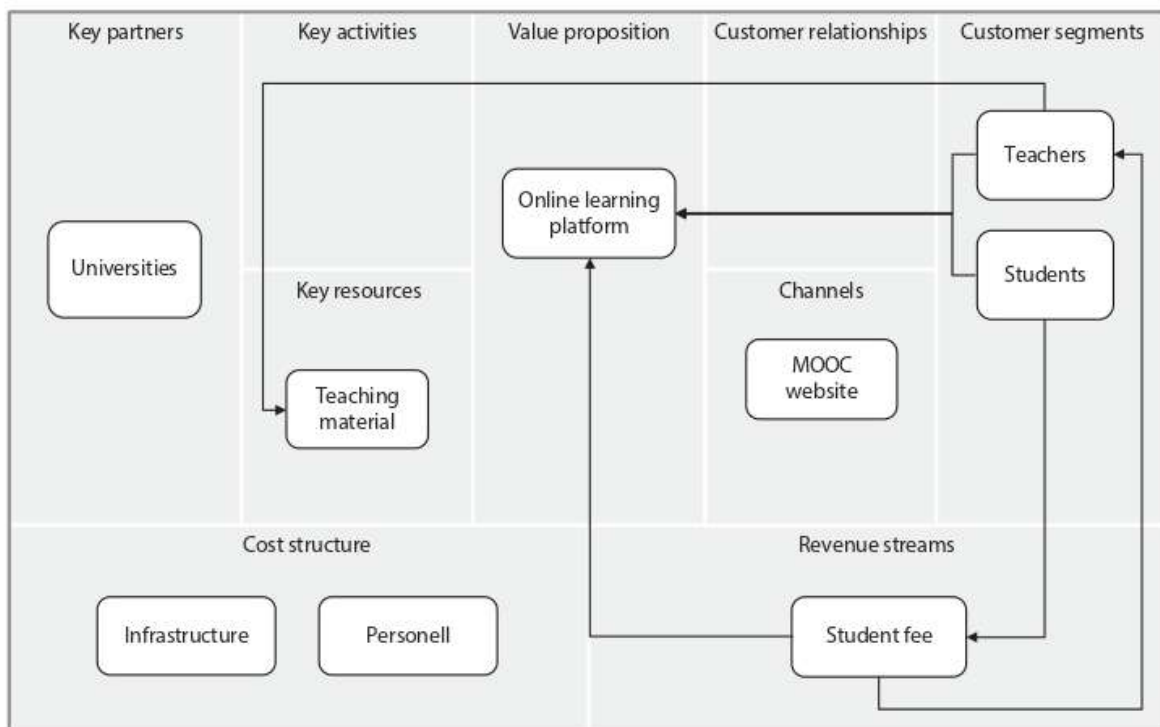 Key partners
Key activities
Value proposition
Customer relationships
Customer segments
Teachers
Online learning
platform
Universities
Students
Key resources
Channels
MOOC
website
Teaching
material
Cost structure
Revenue streams
Infrastructure
Personell
Student fee